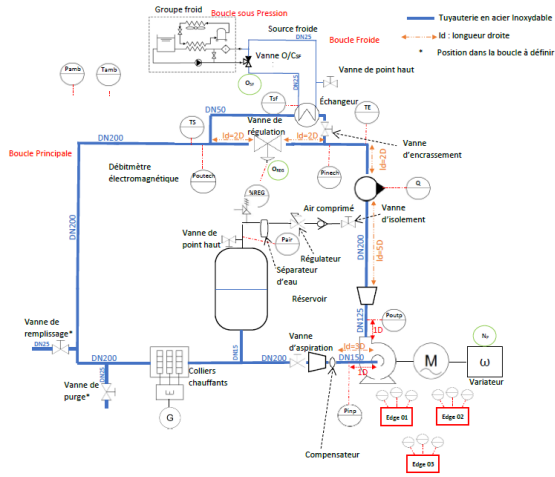 Groupe froid
Boucle sous Pression
Source froide
DN25
Boucle Froide
Tuyauterie en acier Inoxydable
ld : longueur droite
* Position dans la boucle à définir
Vanne O/C
Vanne de point haut
Pamb
Tamb
DN25
Tsf
Échangeur
TE
DN50
TS
Vanne de
régulation
DN200
ld=2D
ld=2D
Vanne
d'encrassement
Boucle Principale
Débitmètre
électromagnétique
Poutech
Pinech
ld=2D
Q
NREG
Air comprimé
Vanne
d'isolement
DN200
Vanne de
point haut
Pair
Régulateur
DN200
ld=5D
Séparateur
d'eau
Réservoir
DN125
Poutp
1D
Vanne de
remplissage*
DN25
DN15
Vanne
d'aspiration
ld=3D
M
ω
Variateur
DN200
DN200
DN150
1D
DN25
Vanne de
purge*
Colliers
chauffants
G
Pinp
Compensateur
Edge 01
Edge 02
Edge 03